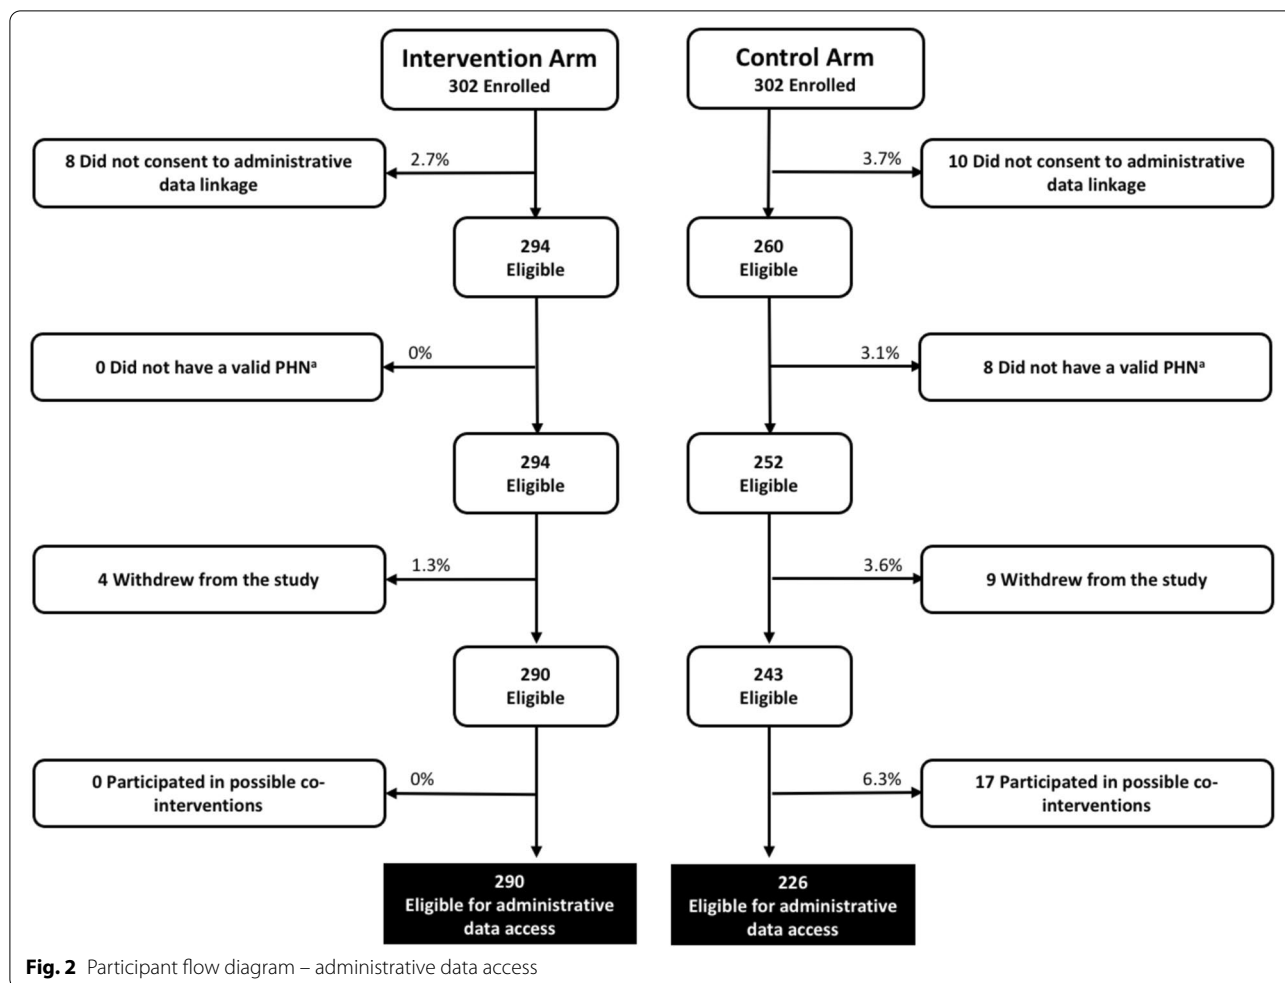 Intervention Arm
302 Enrolled
Control Arm
302 Enrolled
8 Did not consent to administrative
data linkage
2.7%
3.7%
10 Did not consent to administrative
data linkage
294
Eligible
260
Eligible
0 Did not have a valid PHNᵃ
0%
3.1%
8 Did not have a valid PHNᵃ
294
Eligible
252
Eligible
4 Withdrew from the study
1.3%
3.6%
9 Withdrew from the study
290
Eligible
243
Eligible
0 Participated in possible co-
interventions
0%
6.3%
17 Participated in possible co-
interventions
290
Eligible for administrative
data access
226
Eligible for administrative
data access
Fig. 2 Participant flow diagram – administrative data access